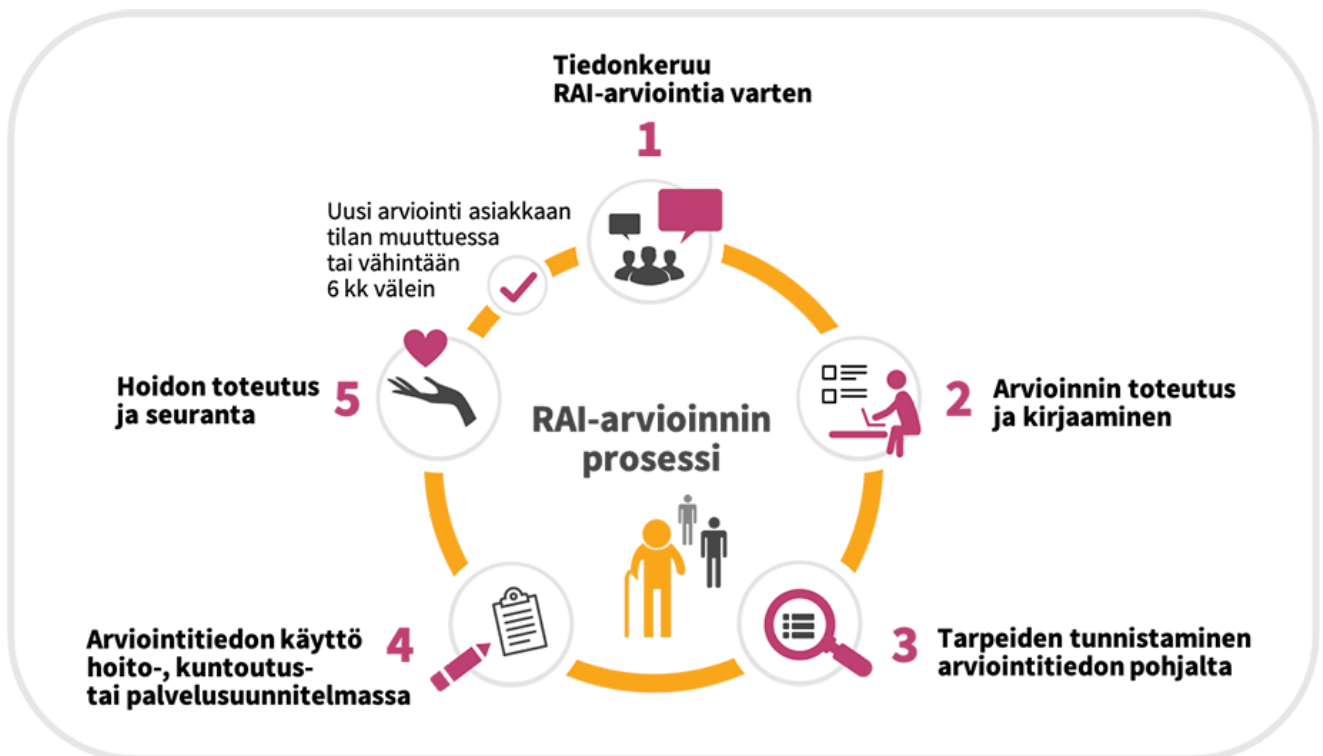 Tiedonkeruu
RAI-arviointia varten
1
Uusi arviointi asiakkaan
tilan muuttuessa
tai vähintään
6 kk välein
Hoidon toteutus
ja seuranta
5
RAI-arvioinnin
prosessi
2
Arvioinnin toteutus
ja kirjaaminen
Arviointitiedon käyttö
hoito-, kuntoutus-
tai palvelusuunnitelmassa
4
3
Tarpeiden tunnistaminen
arviointitiedon pohjalta